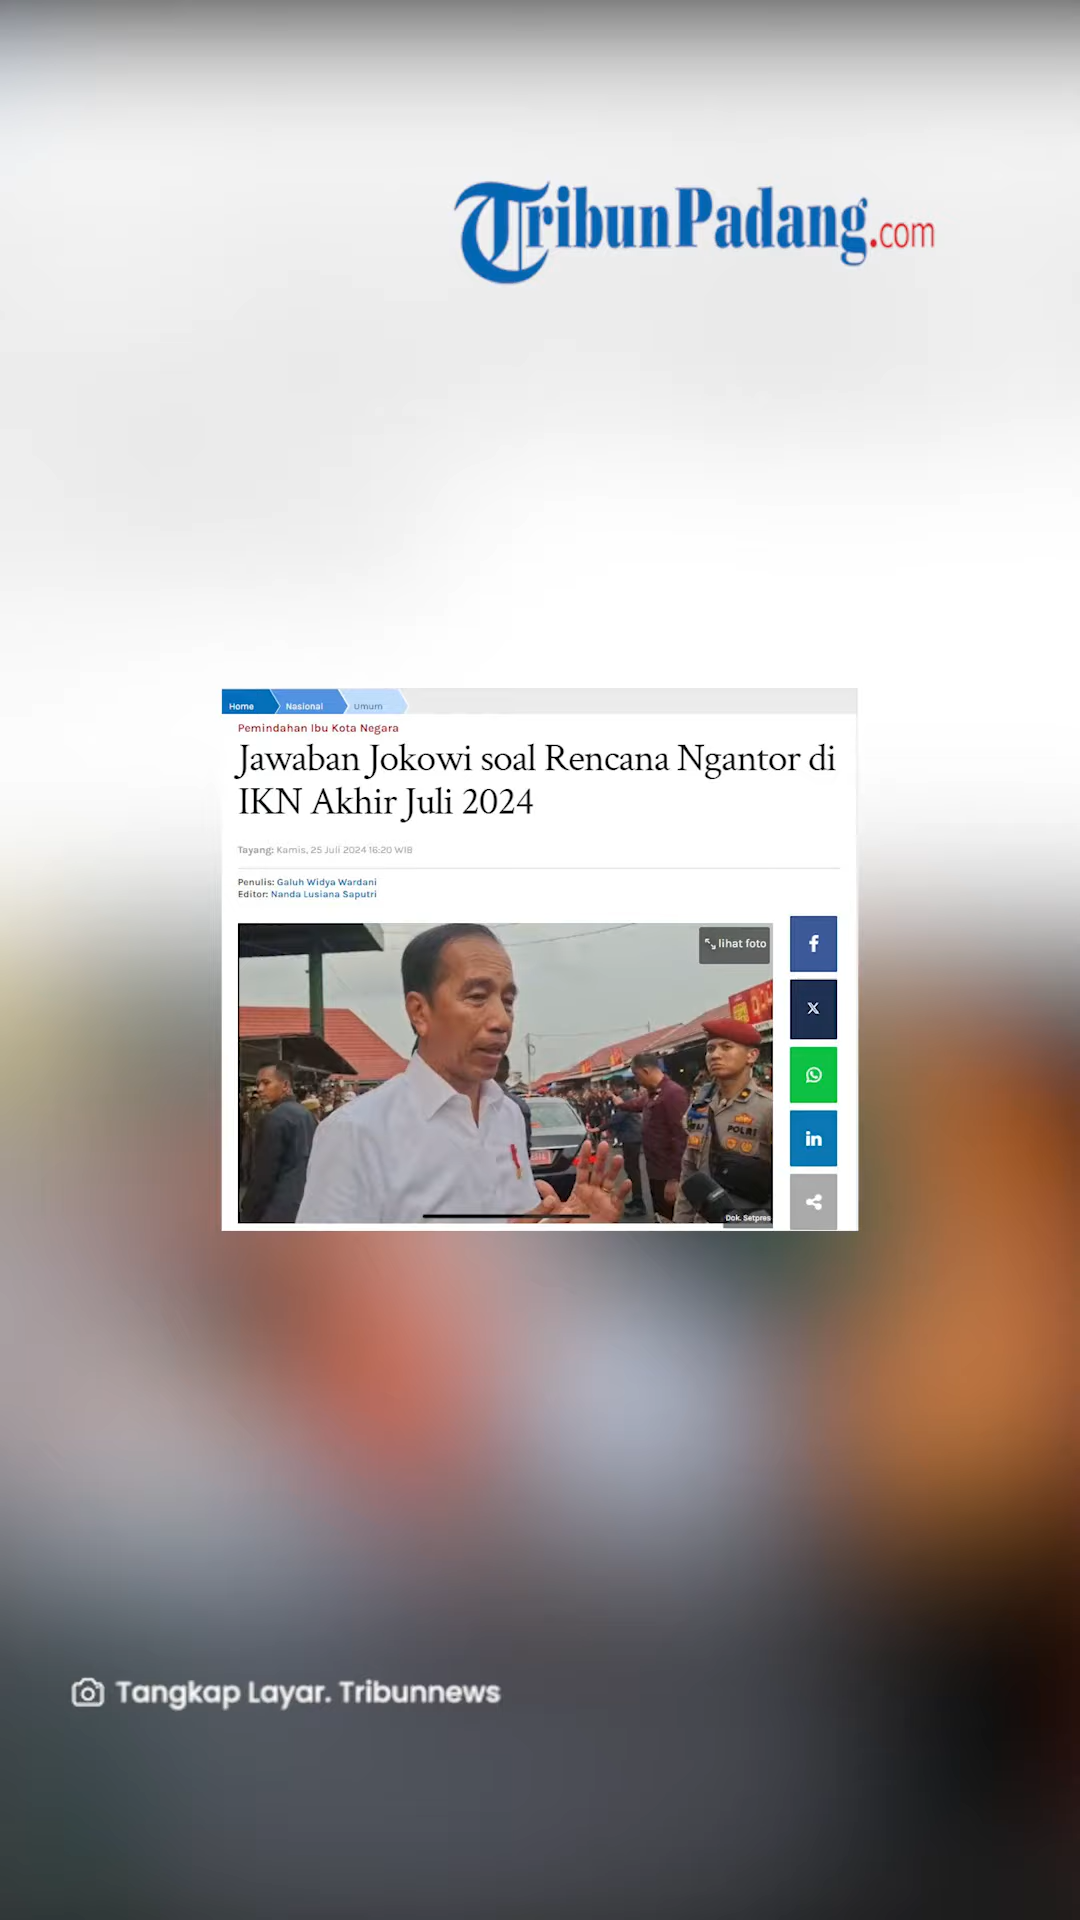 TribunPadang.com
Home Nasional Umum
Pemindahan Ibu Kota Negara
Jawaban Jokowi soal Rencana Ngantor di
IKN Akhir Juli 2024
Tayang: Kamis, 25 Juli 2024 16:20 WIB
Penulis: Galuh Widya Wardani
Editor: Nanda Lusiana Saputri
lihat foto
f
X
in
POLRI
Dok. Setpres
Tangkap Layar. Tribunnews